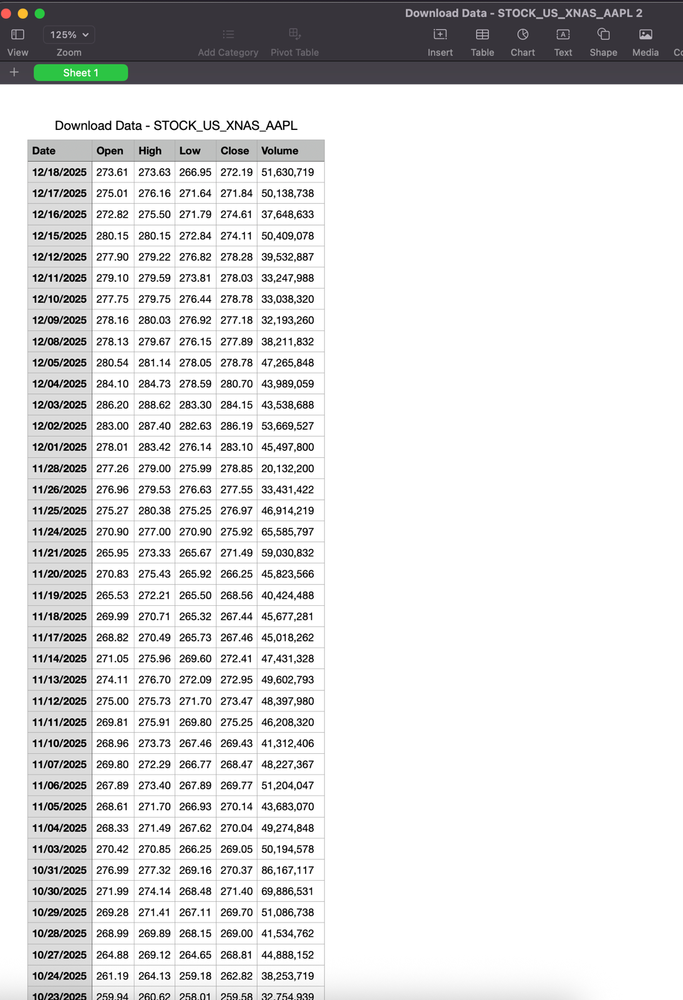 Download Data - STOCK_US_XNAS_AAPL 2
125%
View Zoom Add Category Pivot Table Insert Table Chart Text Shape Media Co
Sheet 1
Download Data - STOCK_US_XNAS_AAPL
Date Open High Low Close Volume
12/18/2025 273.61 273.63 266.95 272.19 51,630,719
12/17/2025 275.01 276.16 271.64 271.84 50,138,738
12/16/2025 272.82 275.50 271.79 274.61 37,648,633
12/15/2025 280.15 280.15 272.84 274.11 50,409,078
12/12/2025 277.90 279.22 276.82 278.28 39,532,887
12/11/2025 279.10 279.59 273.81 278.03 33,247,988
12/10/2025 277.75 279.75 276.44 278.78 33,038,320
12/09/2025 278.16 280.03 276.92 277.18 32,193,260
12/08/2025 278.13 279.67 276.15 277.89 38,211,832
12/05/2025 280.54 281.14 278.05 278.78 47,265,848
12/04/2025 284.10 284.73 278.59 280.70 43,989,059
12/03/2025 286.20 288.62 283.30 284.15 43,538,688
12/02/2025 283.00 287.40 282.63 286.19 53,669,527
12/01/2025 278.01 283.42 276.14 283.10 45,497,800
11/28/2025 277.26 279.00 275.99 278.85 20,132,200
11/26/2025 276.96 279.53 276.63 277.55 33,431,422
11/25/2025 275.27 280.38 275.25 276.97 46,914,219
11/24/2025 270.90 277.00 270.90 275.92 65,585,797
11/21/2025 265.95 273.33 265.67 271.49 59,030,832
11/20/2025 270.83 275.43 265.92 266.25 45,823,566
11/19/2025 265.53 272.21 265.50 268.56 40,424,488
11/18/2025 269.99 270.71 265.32 267.44 45,677,281
11/17/2025 268.82 270.49 265.73 267.46 45,018,262
11/14/2025 271.05 275.96 269.60 272.41 47,431,328
11/13/2025 274.11 276.70 272.09 272.95 49,602,793
11/12/2025 275.00 275.73 271.70 273.47 48,397,980
11/11/2025 269.81 275.91 269.80 275.25 46,208,320
11/10/2025 268.96 273.73 267.46 269.43 41,312,406
11/07/2025 269.80 272.29 266.77 268.47 48,227,367
11/06/2025 267.89 273.40 267.89 269.77 51,204,047
11/05/2025 268.61 271.70 266.93 270.14 43,683,070
11/04/2025 268.33 271.49 267.62 270.04 49,274,848
11/03/2025 270.42 270.85 266.25 269.05 50,194,578
10/31/2025 276.99 277.32 269.16 270.37 86,167,117
10/30/2025 271.99 274.14 268.48 271.40 69,886,531
10/29/2025 269.28 271.41 267.11 269.70 51,086,738
10/28/2025 268.99 269.89 268.15 269.00 41,534,762
10/27/2025 264.88 269.12 264.65 268.81 44,888,152
10/24/2025 261.19 264.13 259.18 262.82 38,253,719
10/23/2025 259.94 260.62 258.01 259.58 32,754,939